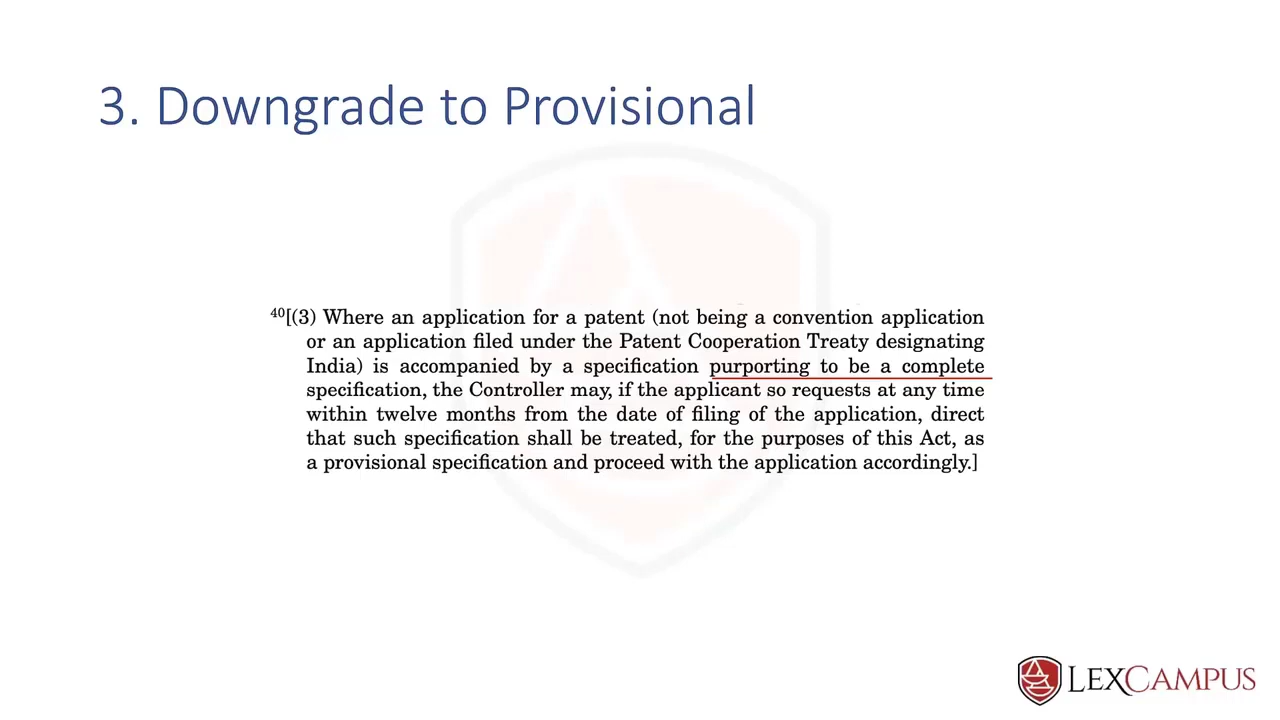 3. Downgrade to Provisional
40[(3) Where an application for a patent (not being a convention application
or an application filed under the Patent Cooperation Treaty designating
India) is accompanied by a specification purporting to be a complete
specification, the Controller may, if the applicant so requests at any time
within twelve months from the date of filing of the application, direct
that such specification shall be treated, for the purposes of this Act, as
a provisional specification and proceed with the application accordingly.]
LEXCAMPUS